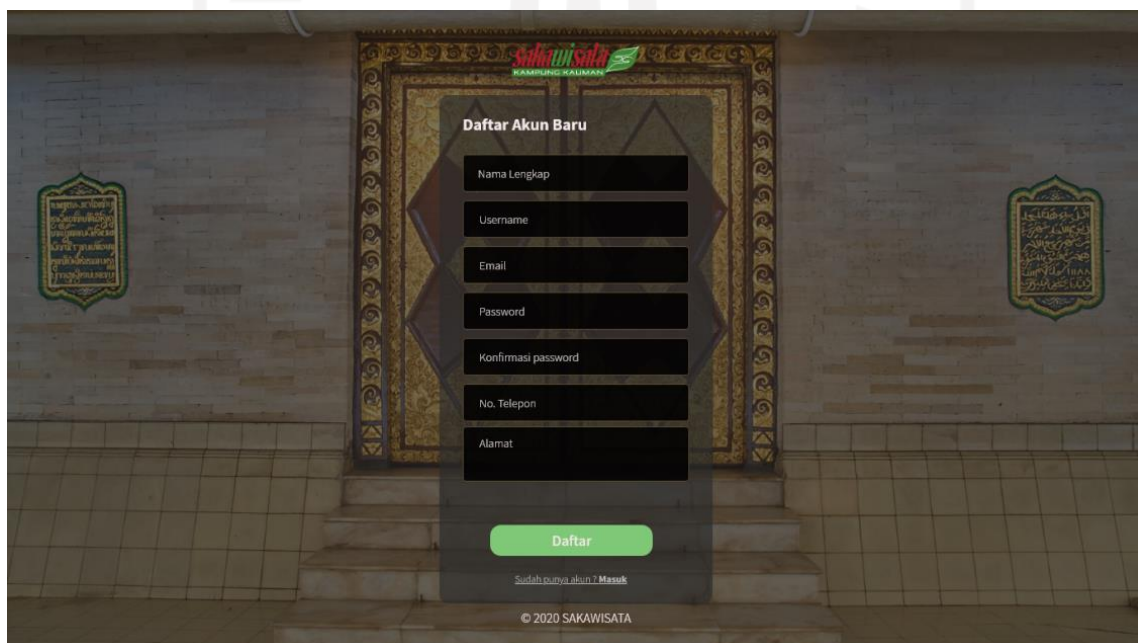 sakawisata
KAMPUNG KAUMAN
Daftar Akun Baru
Nama Lengkap
Username
Email
Password
Konfirmasi password
No. Telepon
Alamat
Daftar
Sudah punya akun ? Masuk
© 2020 SAKAWISATA